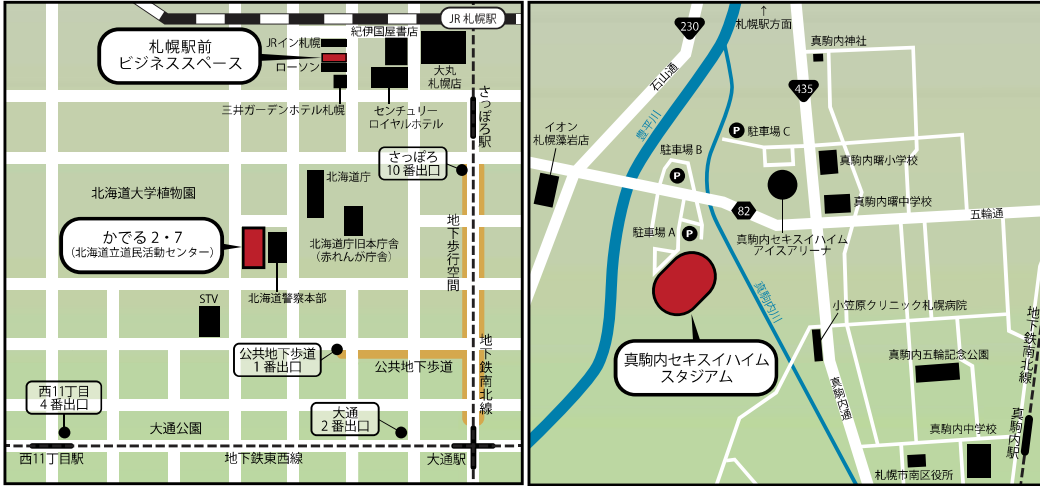 JR 札幌駅
紀伊国屋書店
札幌駅前
ビジネススペース
JRイン札幌
ローソン
大丸
札幌店
三井ガーデンホテル札幌
センチュリー
ロイヤルホテル
さっぽろ駅
さっぽろ
10番出口
北海道大学植物園
北海道庁
かでる2・7
(北海道立道民活動センター)
北海道庁旧本庁舎
(赤れんが庁舎)
地下歩行空間
北海道警察本部
STV
公共地下歩道
1番出口
公共地下歩道
地下鉄南北線
西11丁目
4番出口
大通公園
大通
2番出口
西11丁目駅
地下鉄東西線
大通駅
↑
札幌駅方面
230
真駒内神社
石山通
435
豊平川
イオン
札幌藻岩店
P
駐車場 C
駐車場 B
P
真駒内曙小学校
真駒内曙中学校
82
五輪通
駐車場 A
P
真駒内セキスイハイム
アイスアリーナ
真駒内川
小笠原クリニック札幌病院
地下鉄南北線
真駒内セキスイハイム
スタジアム
真駒内五輪記念公園
真駒内通
真駒内中学校
真駒内駅
札幌市南区役所